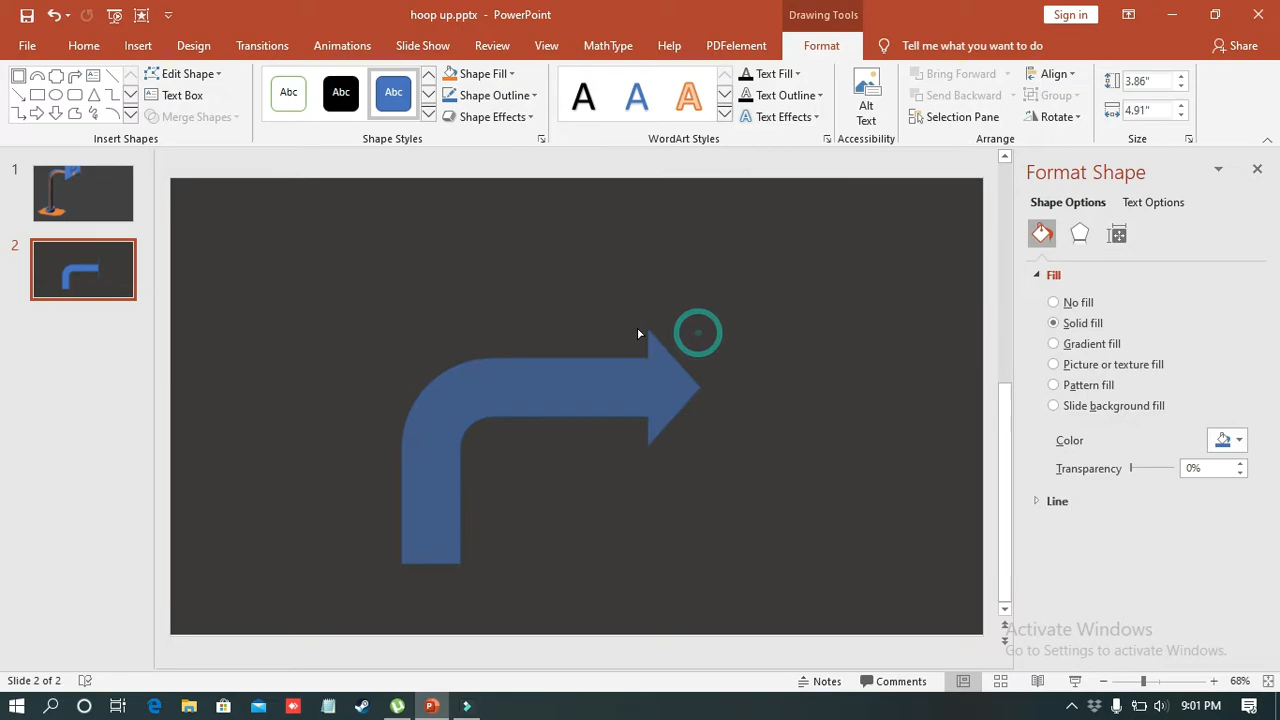 hoop up.pptx - PowerPoint
Drawing Tools
Sign in
File Home Insert Design Transitions Animations Slide Show Review View MathType Help PDFelement Format Tell me what you want to do Share
Edit Shape
Text Box
Merge Shapes
Insert Shapes
Abc Abc Abc
Shape Fill
Shape Outline
Shape Effects
Shape Styles
A A A
Text Fill
Text Outline
Text Effects
WordArt Styles
Alt
Text
Accessibility
Bring Forward
Send Backward
Selection Pane
Align
Group
Rotate
Arrange
3.86"
4.91"
Size
1
2
Format Shape
Shape Options Text Options
Fill
No fill
Solid fill
Gradient fill
Picture or texture fill
Pattern fill
Slide background fill
Color
Transparency 0%
Line
Activate Windows
Go to Settings to activate Windows.
Slide 2 of 2
Notes Comments 68%
9:01 PM